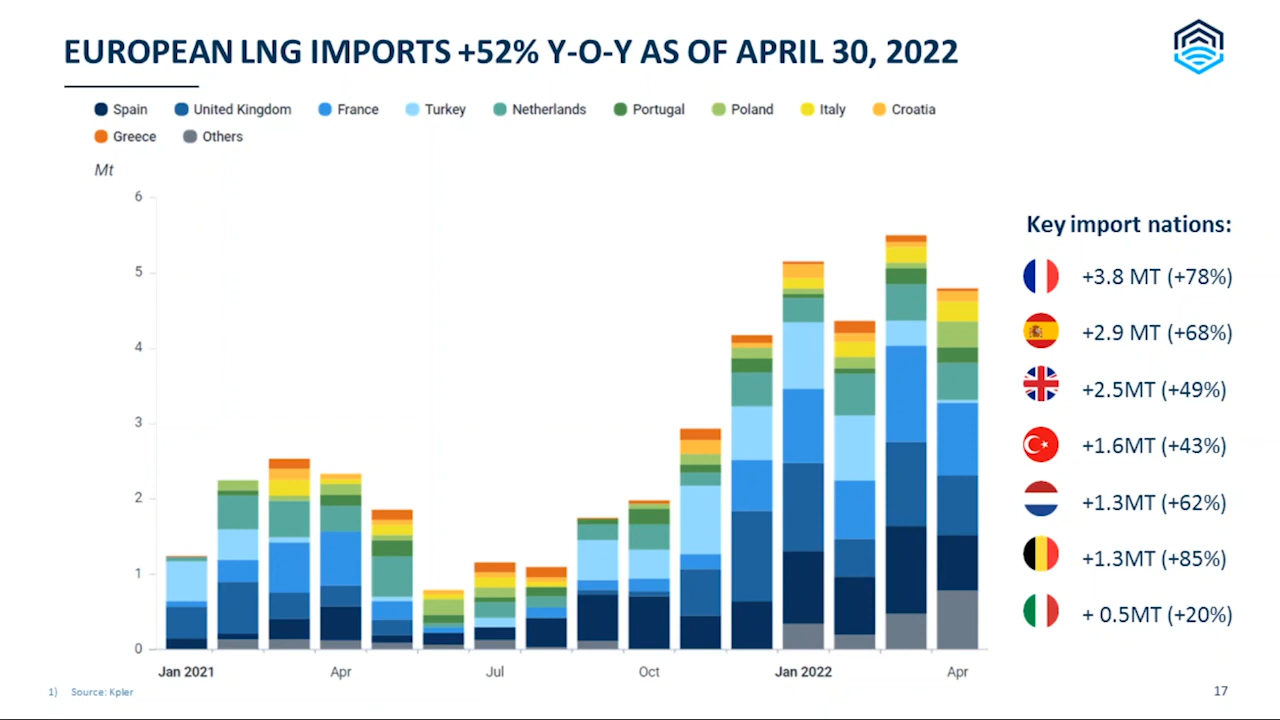 EUROPEAN LNG IMPORTS +52% Y-O-Y AS OF APRIL 30, 2022
Spain United Kingdom France Turkey Netherlands Portugal Poland Italy Croatia
Greece Others
Mt
6
5
4
3
2
1
0
Jan 2021 Apr Jul Oct Jan 2022 Apr
Key import nations:
+3.8 MT (+78%)
+2.9 MT (+68%)
+2.5MT (+49%)
+1.6MT (+43%)
+1.3MT (+62%)
+1.3MT (+85%)
+ 0.5MT (+20%)
1) Source: Kpler
17